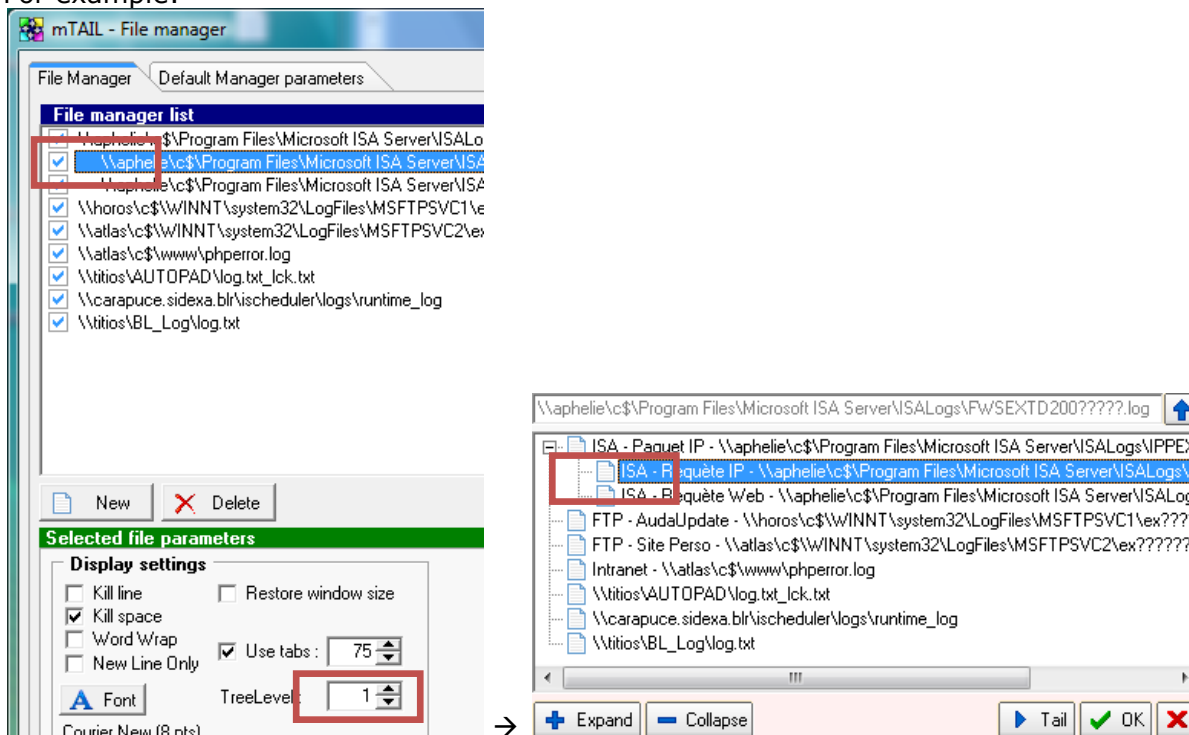 For example:
mTAIL - File manager
File Manager
Default Manager parameters
File manager list
\\aphelie\c$\Program Files\Microsoft ISA Server\ISALo
\\aphelie\c$\Program Files\Microsoft ISA Server\ISA
\\aphelie\c$\Program Files\Microsoft ISA Server\ISA
\\horos\c$\WINNT\system32\LogFiles\MSFTPSVC1\e
\\atlas\c$\WINNT\system32\LogFiles\MSFTPSVC2\ex
\\atlas\c$\www\phperror.log
\\titios\AUTOPAD\log.txt_lck.txt
\\carapuce.sidexa.blr\ischeduler\logs\runtime_log
\\titios\BL_Log\log.txt
New
Delete
Selected file parameters
Display settings
Kill line
Restore window size
Kill space
Word Wrap
Use tabs : 75
New Line Only
A Font
TreeLevel: 1
Courier New (8 pts)
→
\\aphelie\c$\Program Files\Microsoft ISA Server\ISALogs\FWSEXTD200?????.log
ISA - Paquet IP - \\aphelie\c$\Program Files\Microsoft ISA Server\ISALogs\IPPEX
ISA - Requète IP - \\aphelie\c$\Program Files\Microsoft ISA Server\ISALogs\
ISA - Requète Web - \\aphelie\c$\Program Files\Microsoft ISA Server\ISALog
FTP - AudaUpdate - \\horos\c$\WINNT\system32\LogFiles\MSFTPSVC1\ex???
FTP - Site Perso - \\atlas\c$\WINNT\system32\LogFiles\MSFTPSVC2\ex??????
Intranet - \\atlas\c$\www\phperror.log
\\titios\AUTOPAD\log.txt_lck.txt
\\carapuce.sidexa.blr\ischeduler\logs\runtime_log
\\titios\BL_Log\log.txt
Expand
Collapse
Tail
OK